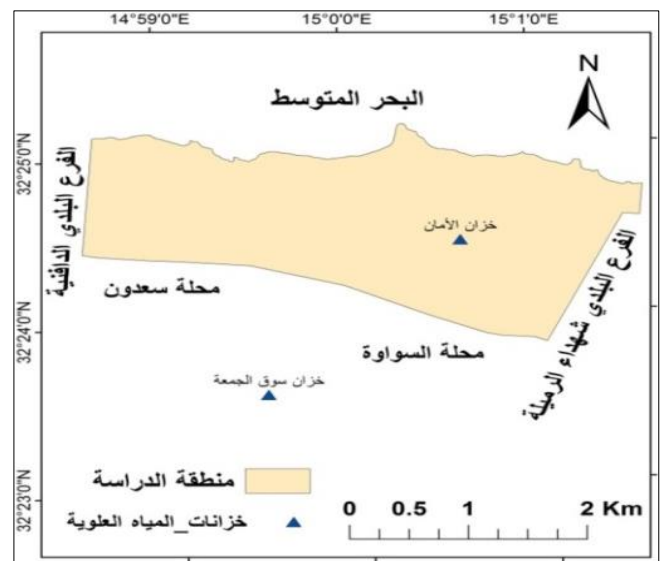 14°59'0"E 15°0'0"E 15°1'0"E
N
البحر المتوسط
32°25'0"N
الفرع البلدي الدافنية
خزان الأمان
محلة سعدون
الفرع البلدي شهداء الرميلة
32°24'0"N
محلة السواوة
خزان سوق الجمعة
منطقة الدراسة
32°23'0"N
خزانات_المياه العلوية
0 0.5 1 2 Km